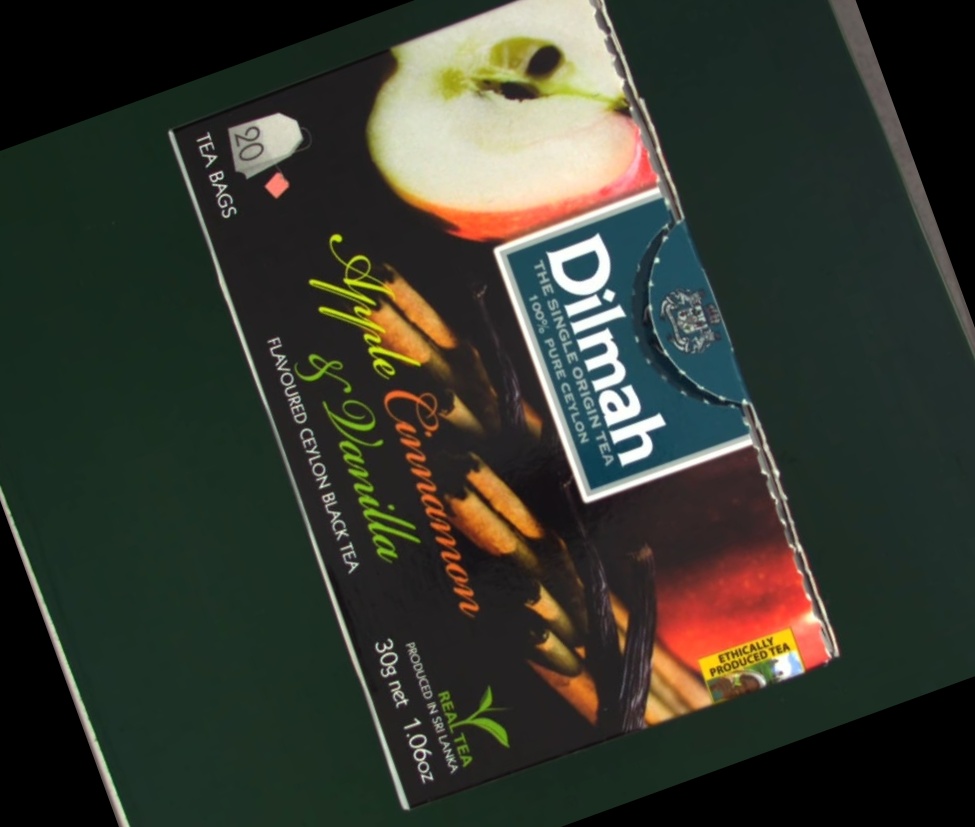 Dilmah
THE SINGLE ORIGIN TEA
100% PURE CEYLON
Apple Cinnamon
& Vanilla
FLAVOURED CEYLON BLACK TEA
20
TEA BAGS
REAL TEA
PRODUCED IN SRI LANKA
30g net 1.06oz
ETHICALLY
PRODUCED TEA